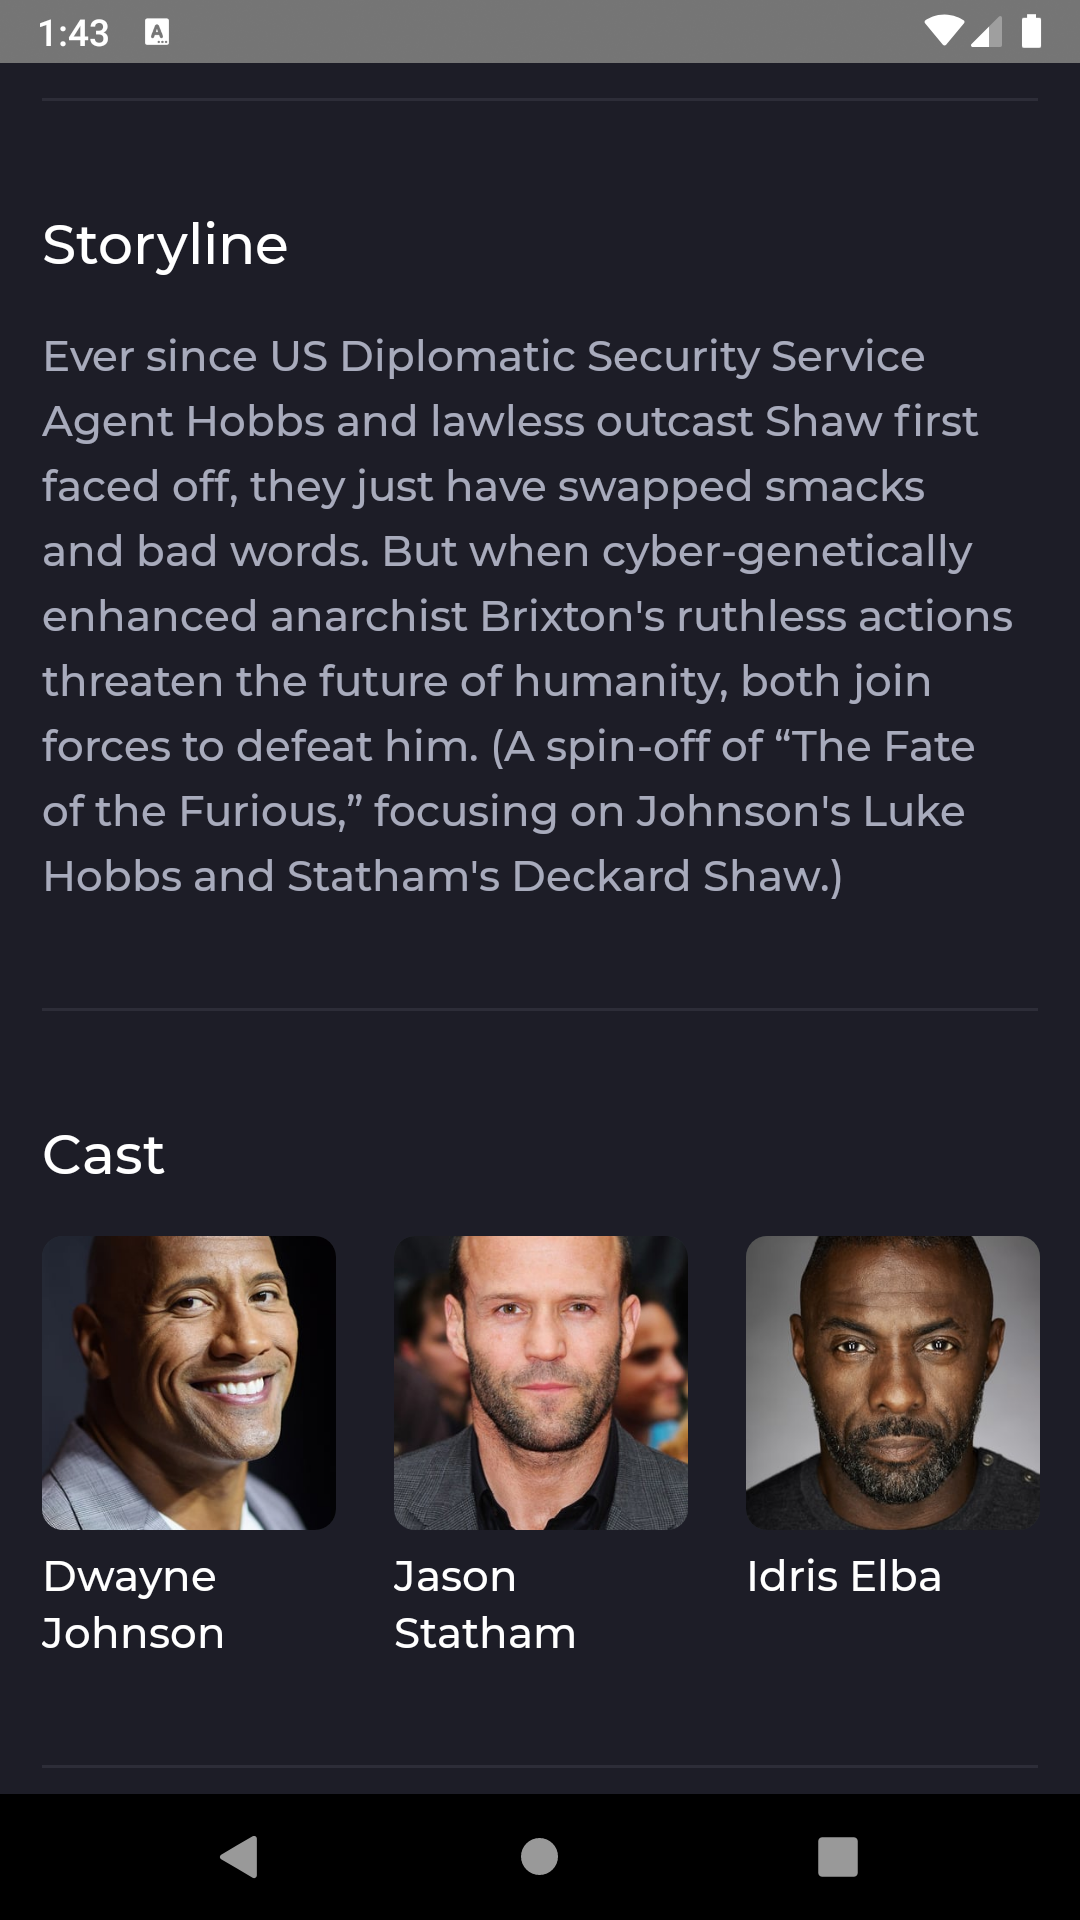 1:43
Storyline
Ever since US Diplomatic Security Service
Agent Hobbs and lawless outcast Shaw first
faced off, they just have swapped smacks
and bad words. But when cyber-genetically
enhanced anarchist Brixton's ruthless actions
threaten the future of humanity, both join
forces to defeat him. (A spin-off of “The Fate
of the Furious,” focusing on Johnson's Luke
Hobbs and Statham's Deckard Shaw.)
Cast
Dwayne
Johnson
Jason
Statham
Idris Elba